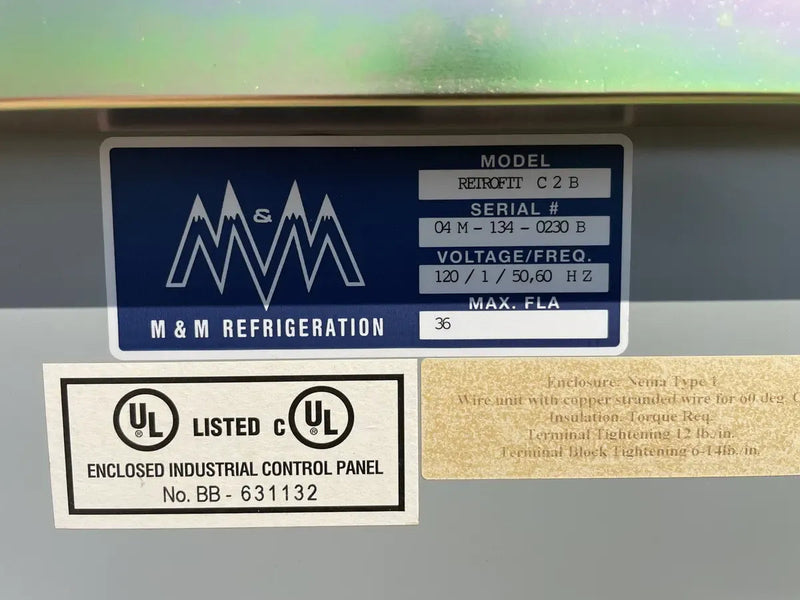 M&M
M & M REFRIGERATION
MODEL
RETROFIT C 2 B
SERIAL #
04 M - 134 - 0230 B
VOLTAGE/FREQ.
120 / 1 / 50,60 HZ
MAX. FLA
36
UL LISTED C UL
ENCLOSED INDUSTRIAL CONTROL PANEL
No. BB - 631132
Enclosure: Nema Type 1
Wire unit with copper stranded wire for 60 deg. C
Insulation. Torque Req.
Terminal Tightening 12 lb. in.
Terminal Block Tightening 6-14lb. in.